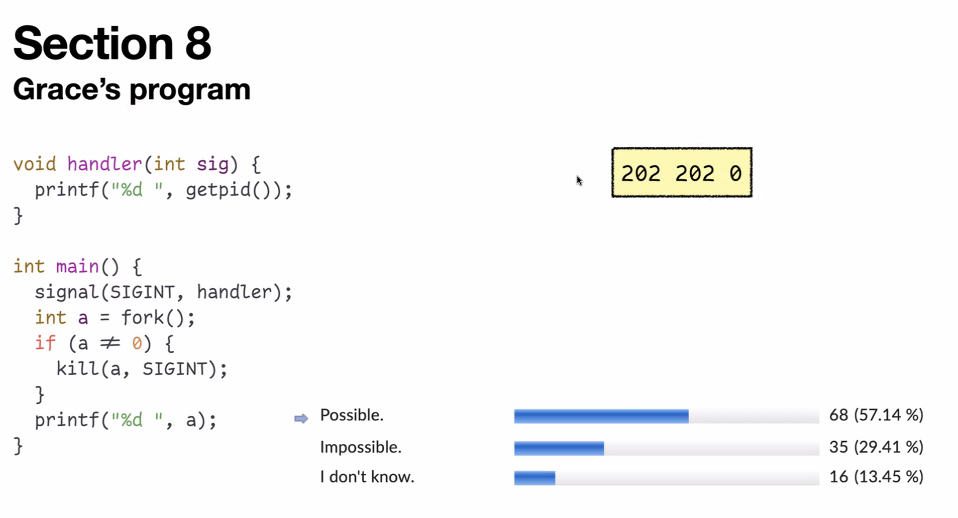 Section 8
Grace’s program
void handler(int sig) {
printf("%d ", getpid());
}
int main() {
signal(SIGINT, handler);
int a = fork();
if (a ≠ 0) {
kill(a, SIGINT);
}
printf("%d ", a);
}
202 202 0
Possible. 68 (57.14 %)
Impossible. 35 (29.41 %)
I don't know. 16 (13.45 %)